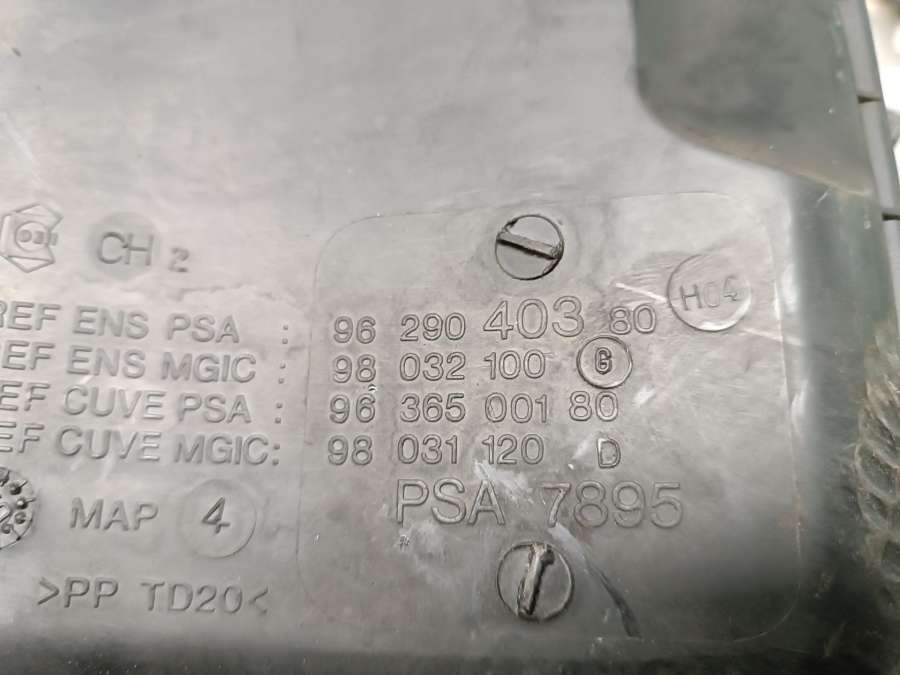 CH 2
H04
REF ENS PSA : 96 290 403 80
REF ENS MGIC : 98 032 100 G
REF CUVE PSA : 96 365 001 80
REF CUVE MGIC: 98 031 120 D
PSA 7895
MAP 4
>PP TD20<